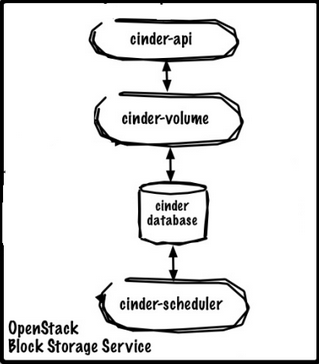 cinder-api
cinder-volume
cinder
database
cinder-scheduler
OpenStack
Block Storage Service